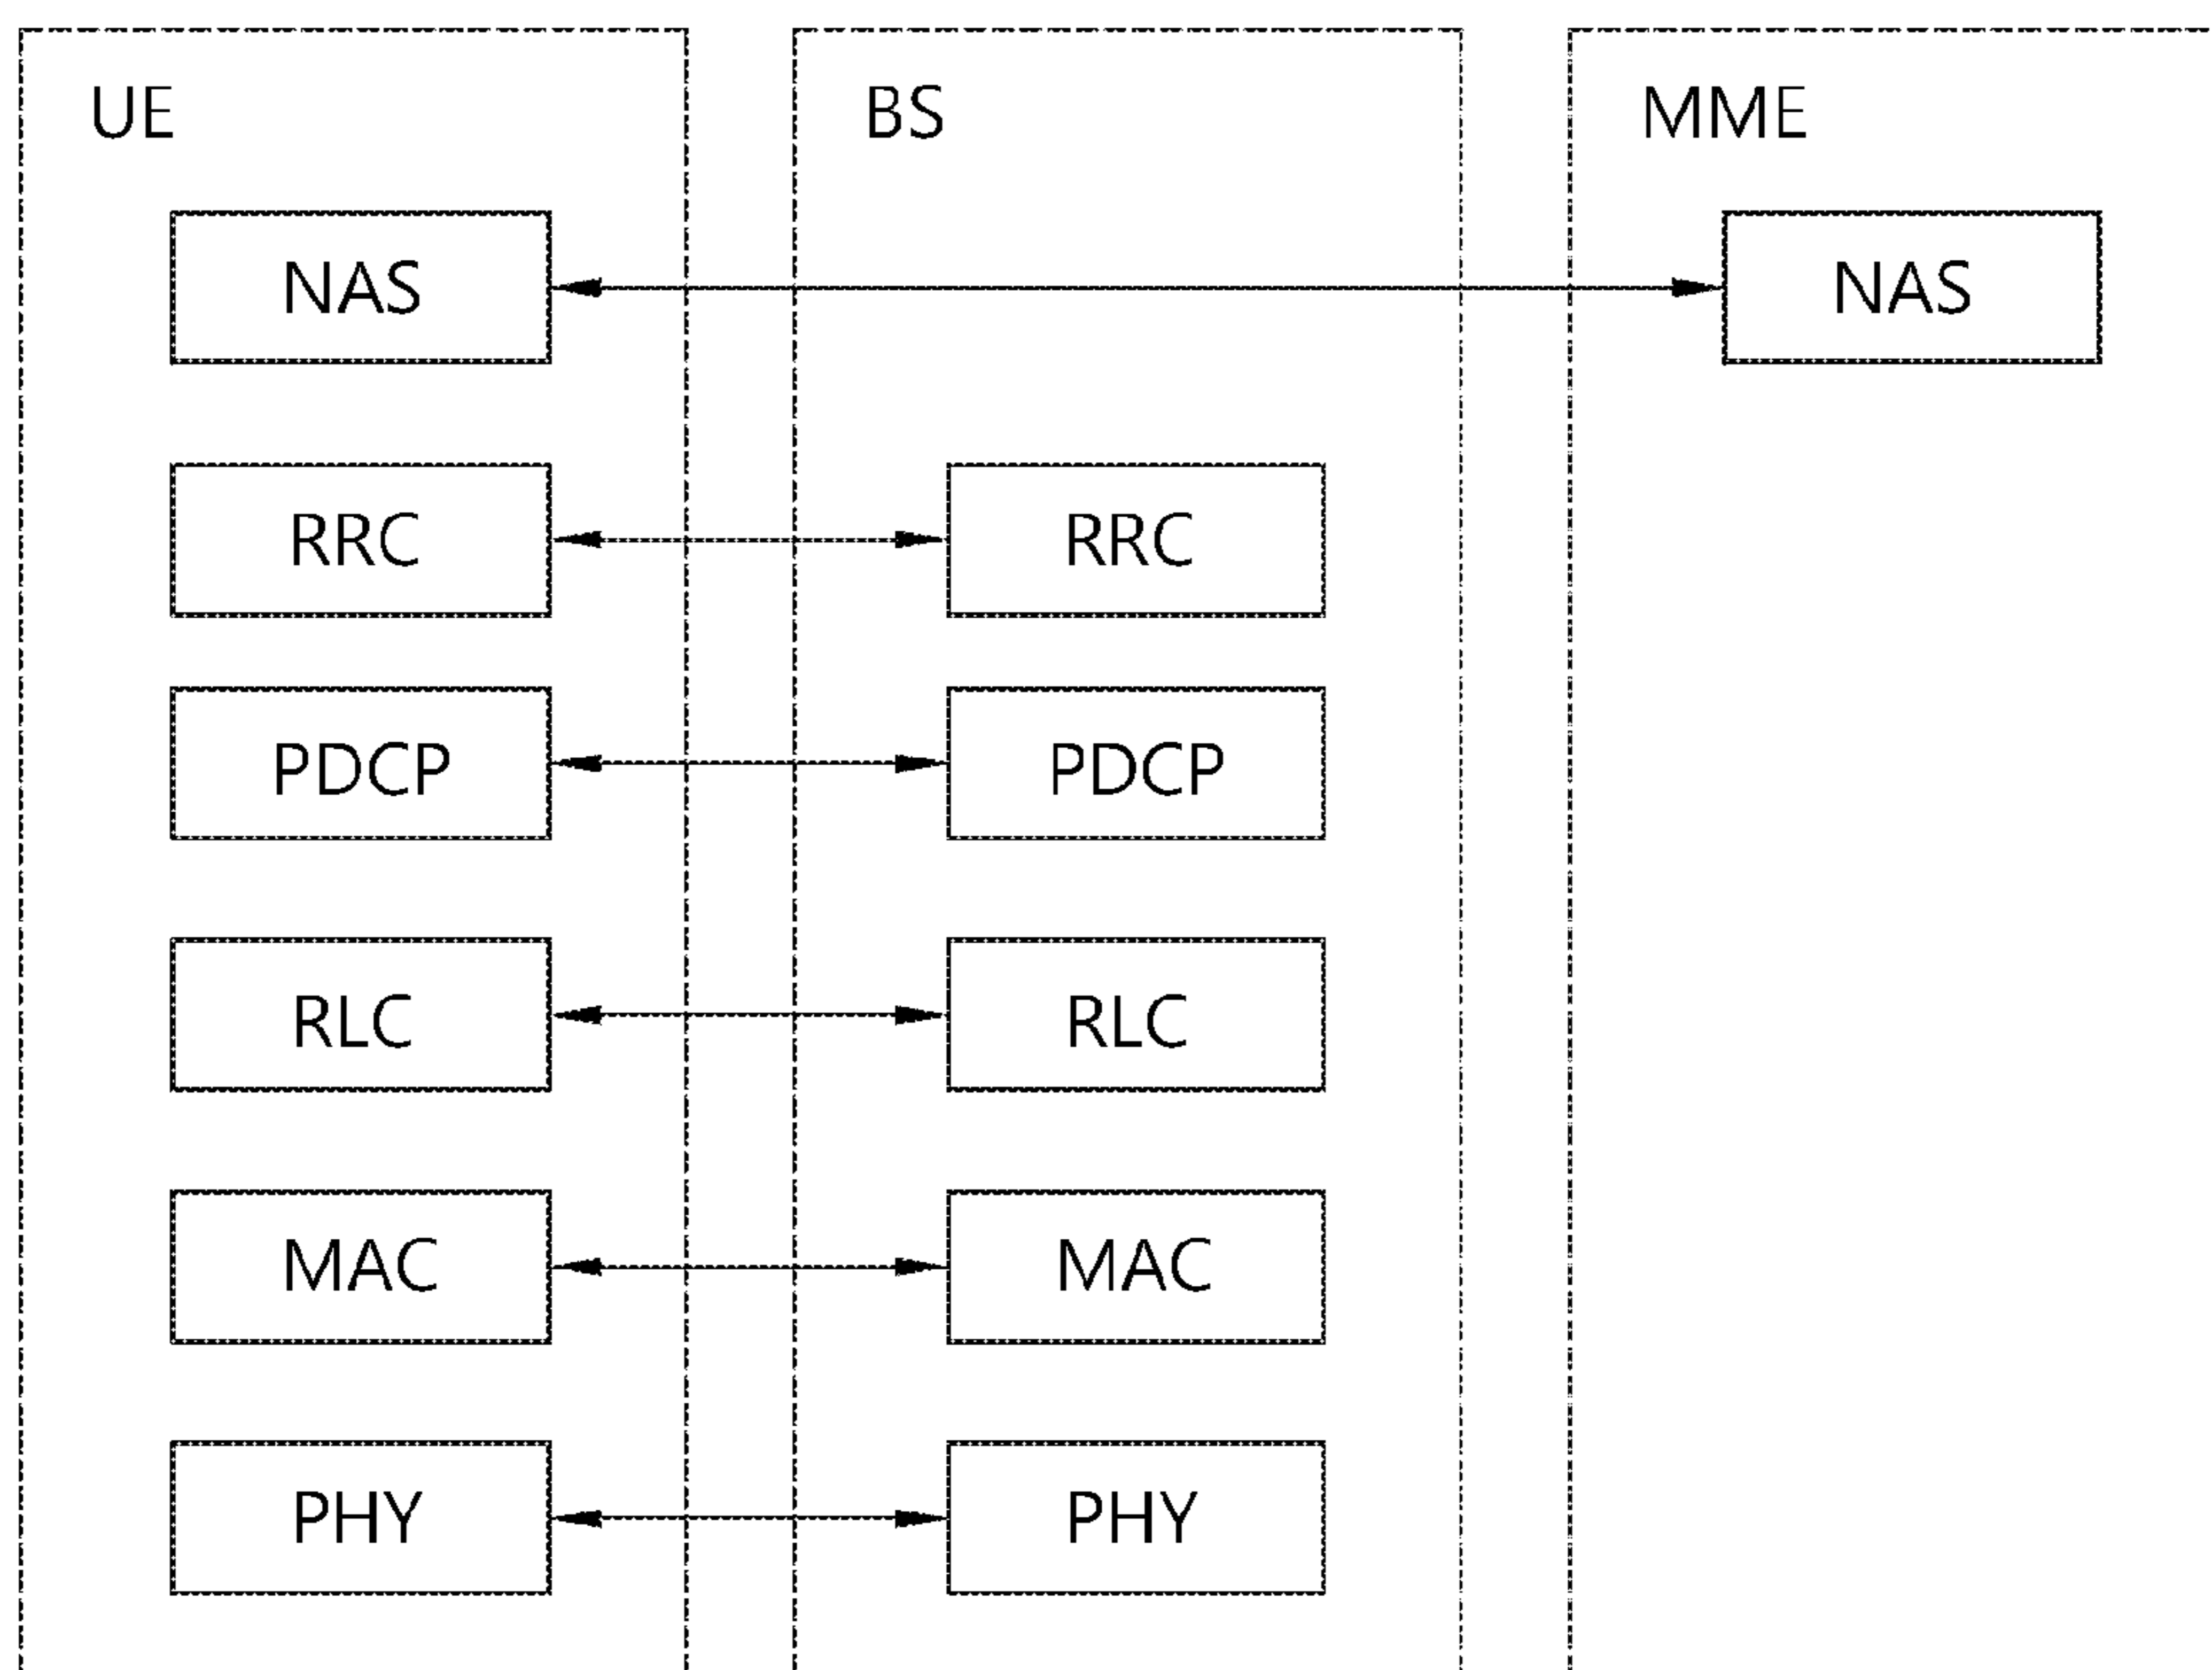 UE
BS
MME
NAS
NAS
RRC
RRC
PDCP
PDCP
RLC
RLC
MAC
MAC
PHY
PHY